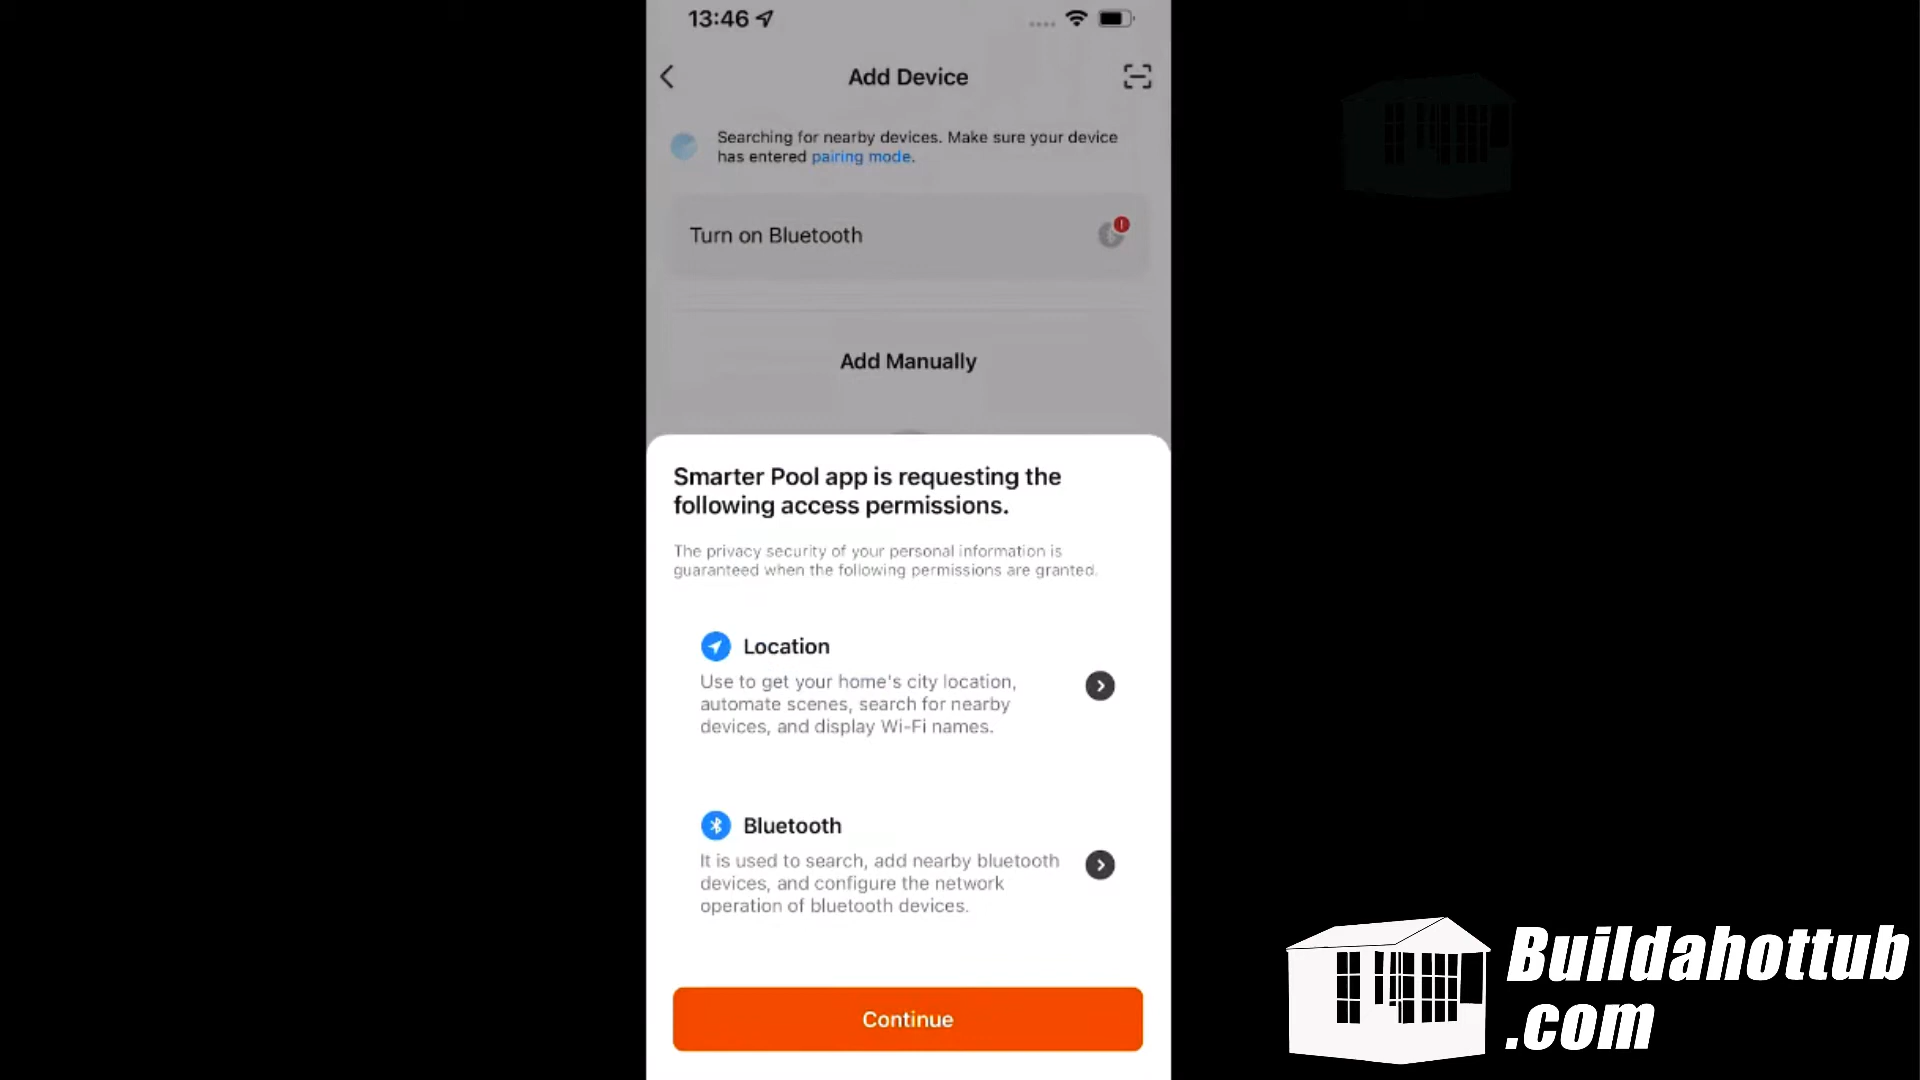 13:46
Add Device
Searching for nearby devices. Make sure your device
has entered pairing mode.
Turn on Bluetooth
Add Manually
Smarter Pool app is requesting the
following access permissions.
The privacy security of your personal information is
guaranteed when the following permissions are granted.
Location
Use to get your home's city location,
automate scenes, search for nearby
devices, and display Wi-Fi names.
Bluetooth
It is used to search, add nearby bluetooth
devices, and configure the network
operation of bluetooth devices.
Continue
Buildahottub
.com